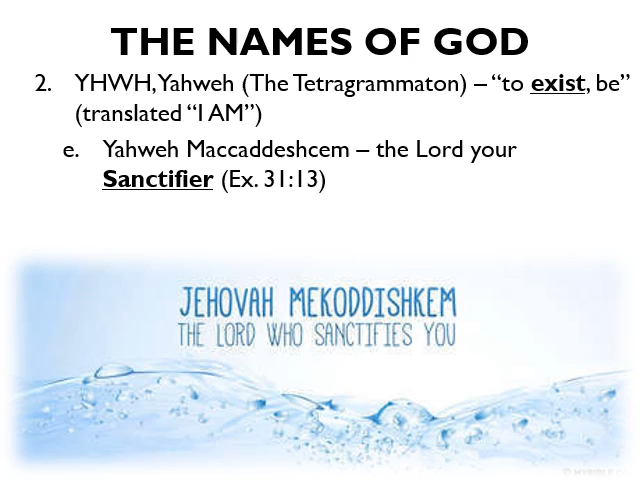 THE NAMES OF GOD
2. YHWH, Yahweh (The Tetragrammaton) – “to exist, be”
(translated “I AM”)
e. Yahweh Maccaddeshcem – the Lord your
Sanctifier (Ex. 31:13)
JEHOVAH MEKODDISHKEM
THE LORD WHO SANCTIFIES YOU